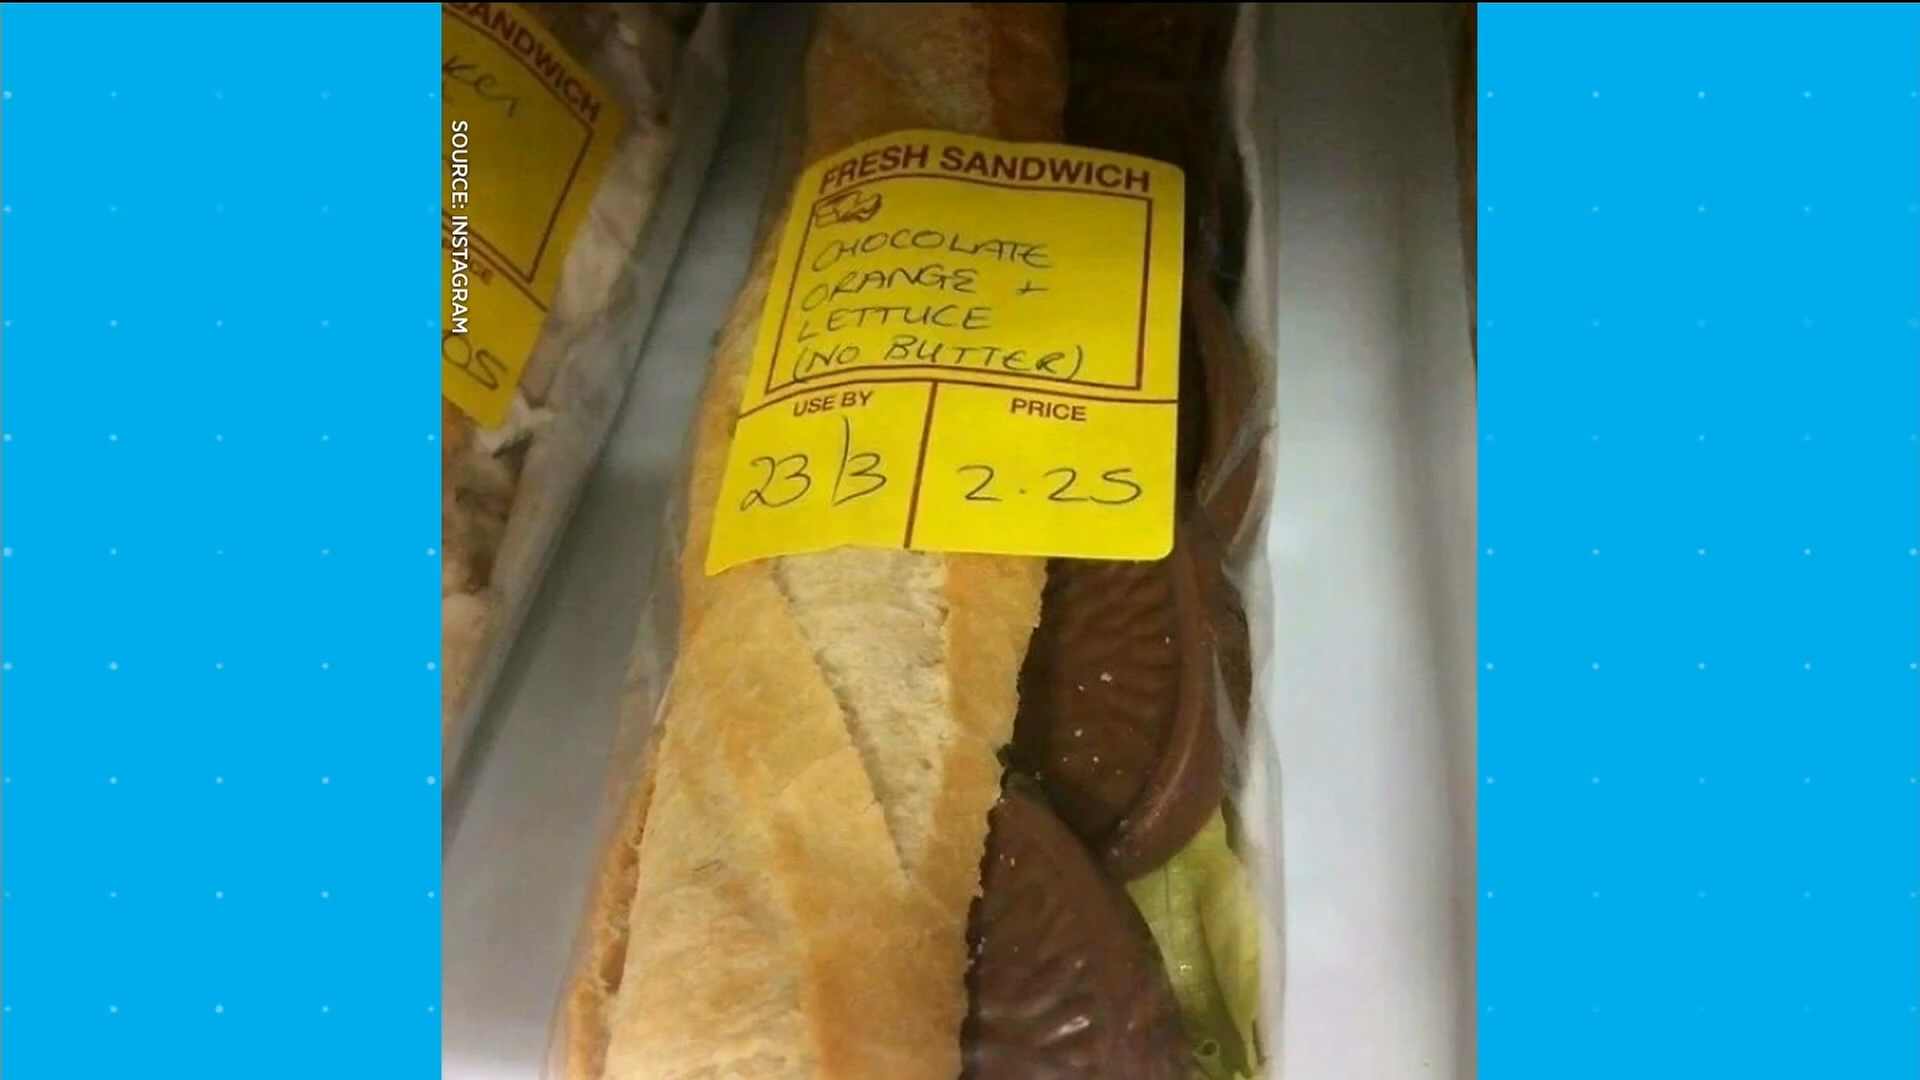 SANDWICH
SOURCE: INSTAGRAM
FRESH SANDWICH
CHOCOLATE
ORANGE +
LETTUCE
(NO BUTTER)
USE BY
PRICE
23/3
2.25